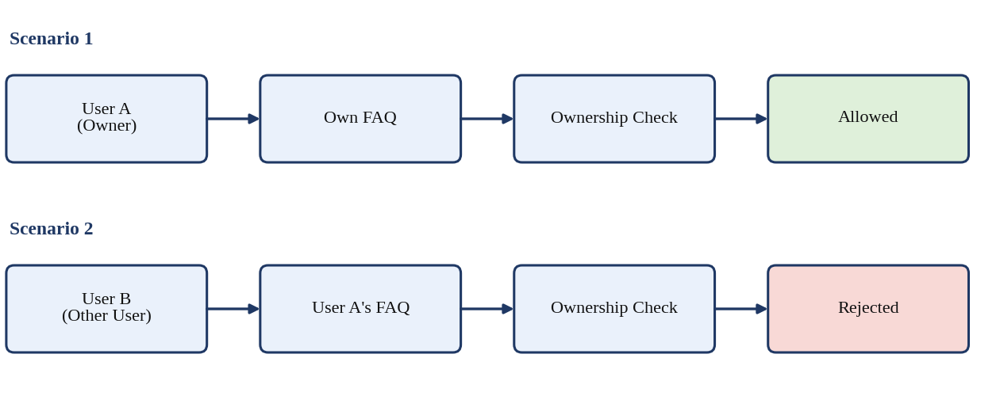 Scenario 1
User A
(Owner)
Own FAQ
Ownership Check
Allowed
Scenario 2
User B
(Other User)
User A's FAQ
Ownership Check
Rejected